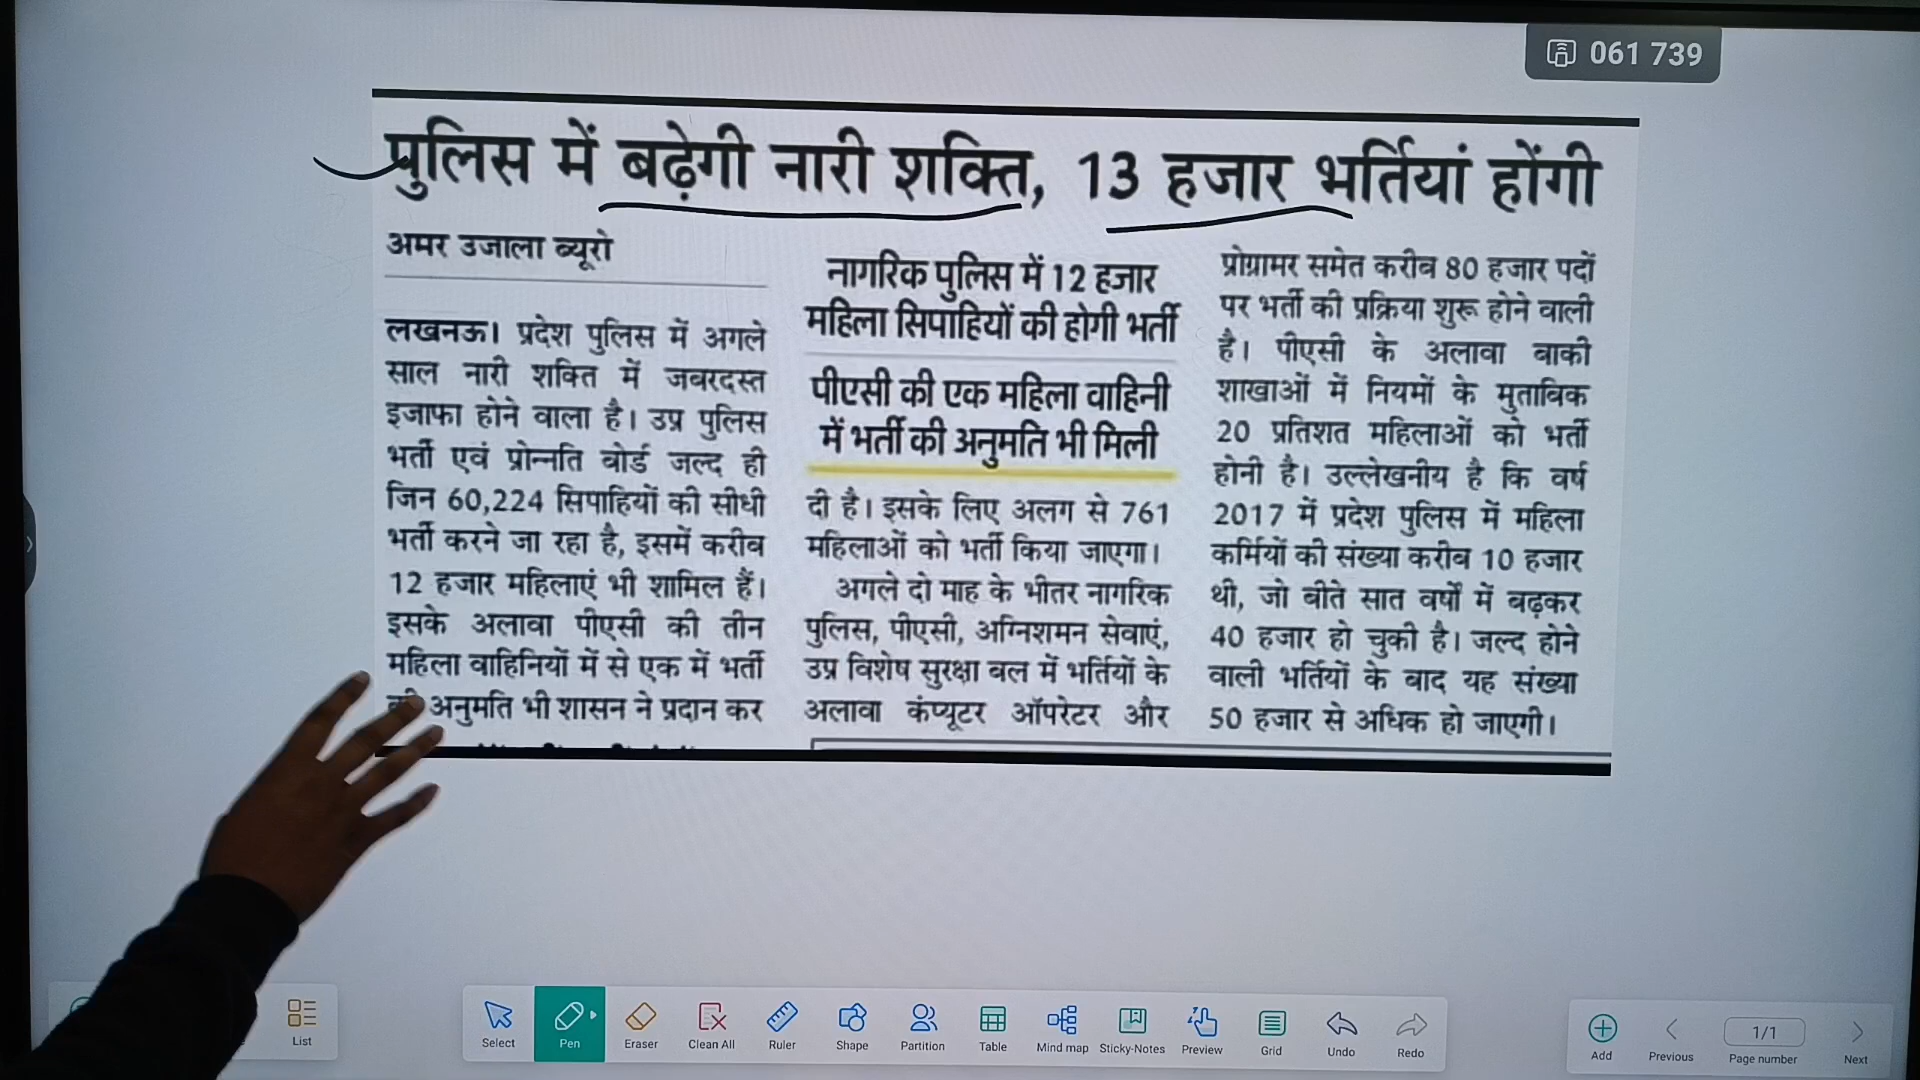 061 739
पुलिस में बढ़ेगी नारी शक्ति, 13 हजार भर्तियां होंगी
अमर उजाला ब्यूरो
लखनऊ। प्रदेश पुलिस में अगले
साल नारी शक्ति में जबरदस्त
इजाफा होने वाला है। उप्र पुलिस
भर्ती एवं प्रोन्नति बोर्ड जल्द ही
जिन 60,224 सिपाहियों की सीधी
भर्ती करने जा रहा है, इसमें करीब
12 हजार महिलाएं भी शामिल हैं।
इसके अलावा पीएसी की तीन
महिला वाहिनियों में से एक में भर्ती
की अनुमति भी शासन ने प्रदान कर
नागरिक पुलिस में 12 हजार
महिला सिपाहियों की होगी भर्ती
पीएसी की एक महिला वाहिनी
में भर्ती की अनुमति भी मिली
दी है। इसके लिए अलग से 761
महिलाओं को भर्ती किया जाएगा।
अगले दो माह के भीतर नागरिक
पुलिस, पीएसी, अग्निशमन सेवाएं,
उप्र विशेष सुरक्षा बल में भर्तियों के
अलावा कंप्यूटर ऑपरेटर और
प्रोग्रामर समेत करीब 80 हजार पदों
पर भर्ती की प्रक्रिया शुरू होने वाली
है। पीएसी के अलावा बाकी
शाखाओं में नियमों के मुताबिक
20 प्रतिशत महिलाओं को भर्ती
होनी है। उल्लेखनीय है कि वर्ष
2017 में प्रदेश पुलिस में महिला
कर्मियों की संख्या करीब 10 हजार
थी, जो बीते सात वर्षों में बढ़कर
40 हजार हो चुकी है। जल्द होने
वाली भर्तियों के बाद यह संख्या
50 हजार से अधिक हो जाएगी।
List
Select
Pen
Eraser
Clean All
Ruler
Shape
Partition
Table
Mind map
Sticky-Notes
Preview
Grid
Undo
Redo
Add
Previous
1/1
Page number
Next